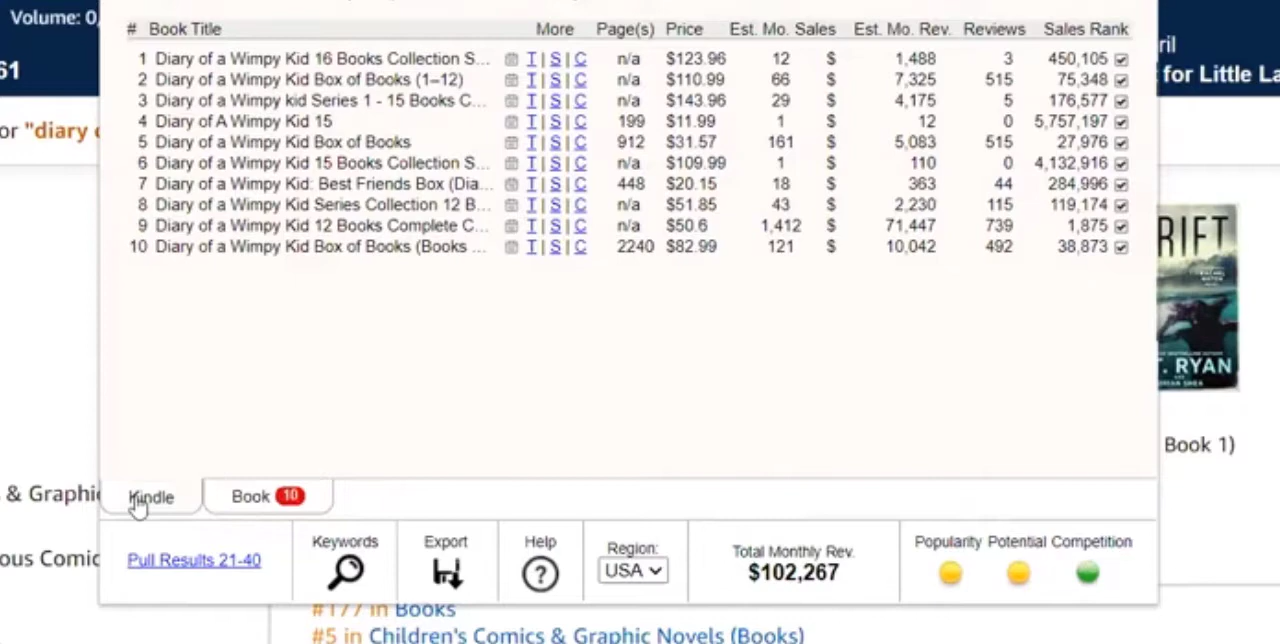 Volume: 0,
61
or "diary
ril
for Little La
# Book Title More Page(s) Price Est. Mo. Sales Est. Mo. Rev. Reviews Sales Rank
1 Diary of a Wimpy Kid 16 Books Collection S... T | S | C n/a $123.96 12 $ 1,488 3 450,105
2 Diary of a Wimpy Kid Box of Books (1–12) T | S | C n/a $110.99 66 $ 7,325 515 75,348
3 Diary of a Wimpy kid Series 1 - 15 Books C... T | S | C n/a $143.96 29 $ 4,175 5 176,577
4 Diary of A Wimpy Kid 15 T | S | C 199 $11.99 1 $ 12 0 5,757,197
5 Diary of a Wimpy Kid Box of Books T | S | C 912 $31.57 161 $ 5,083 515 27,976
6 Diary of a Wimpy Kid 15 Books Collection S... T | S | C n/a $109.99 1 $ 110 0 4,132,916
7 Diary of a Wimpy Kid: Best Friends Box (Dia... T | S | C 448 $20.15 18 $ 363 44 284,996
8 Diary of a Wimpy Kid Series Collection 12 B... T | S | C n/a $51.85 43 $ 2,230 115 119,174
9 Diary of a Wimpy Kid 12 Books Complete C... T | S | C n/a $50.6 1,412 $ 71,447 739 1,875
10 Diary of a Wimpy Kid Box of Books (Books ... T | S | C 2240 $82.99 121 $ 10,042 492 38,873
RIFT
T. RYAN
Book 1)
& Graphic
Kindle Book 10
ous Comic
Pull Results 21-40
Keywords
Export
Help
?
Region:
USA
Total Monthly Rev.
$102,267
Popularity Potential Competition
#177 in Books
#5 in Children's Comics & Graphic Novels (Books)